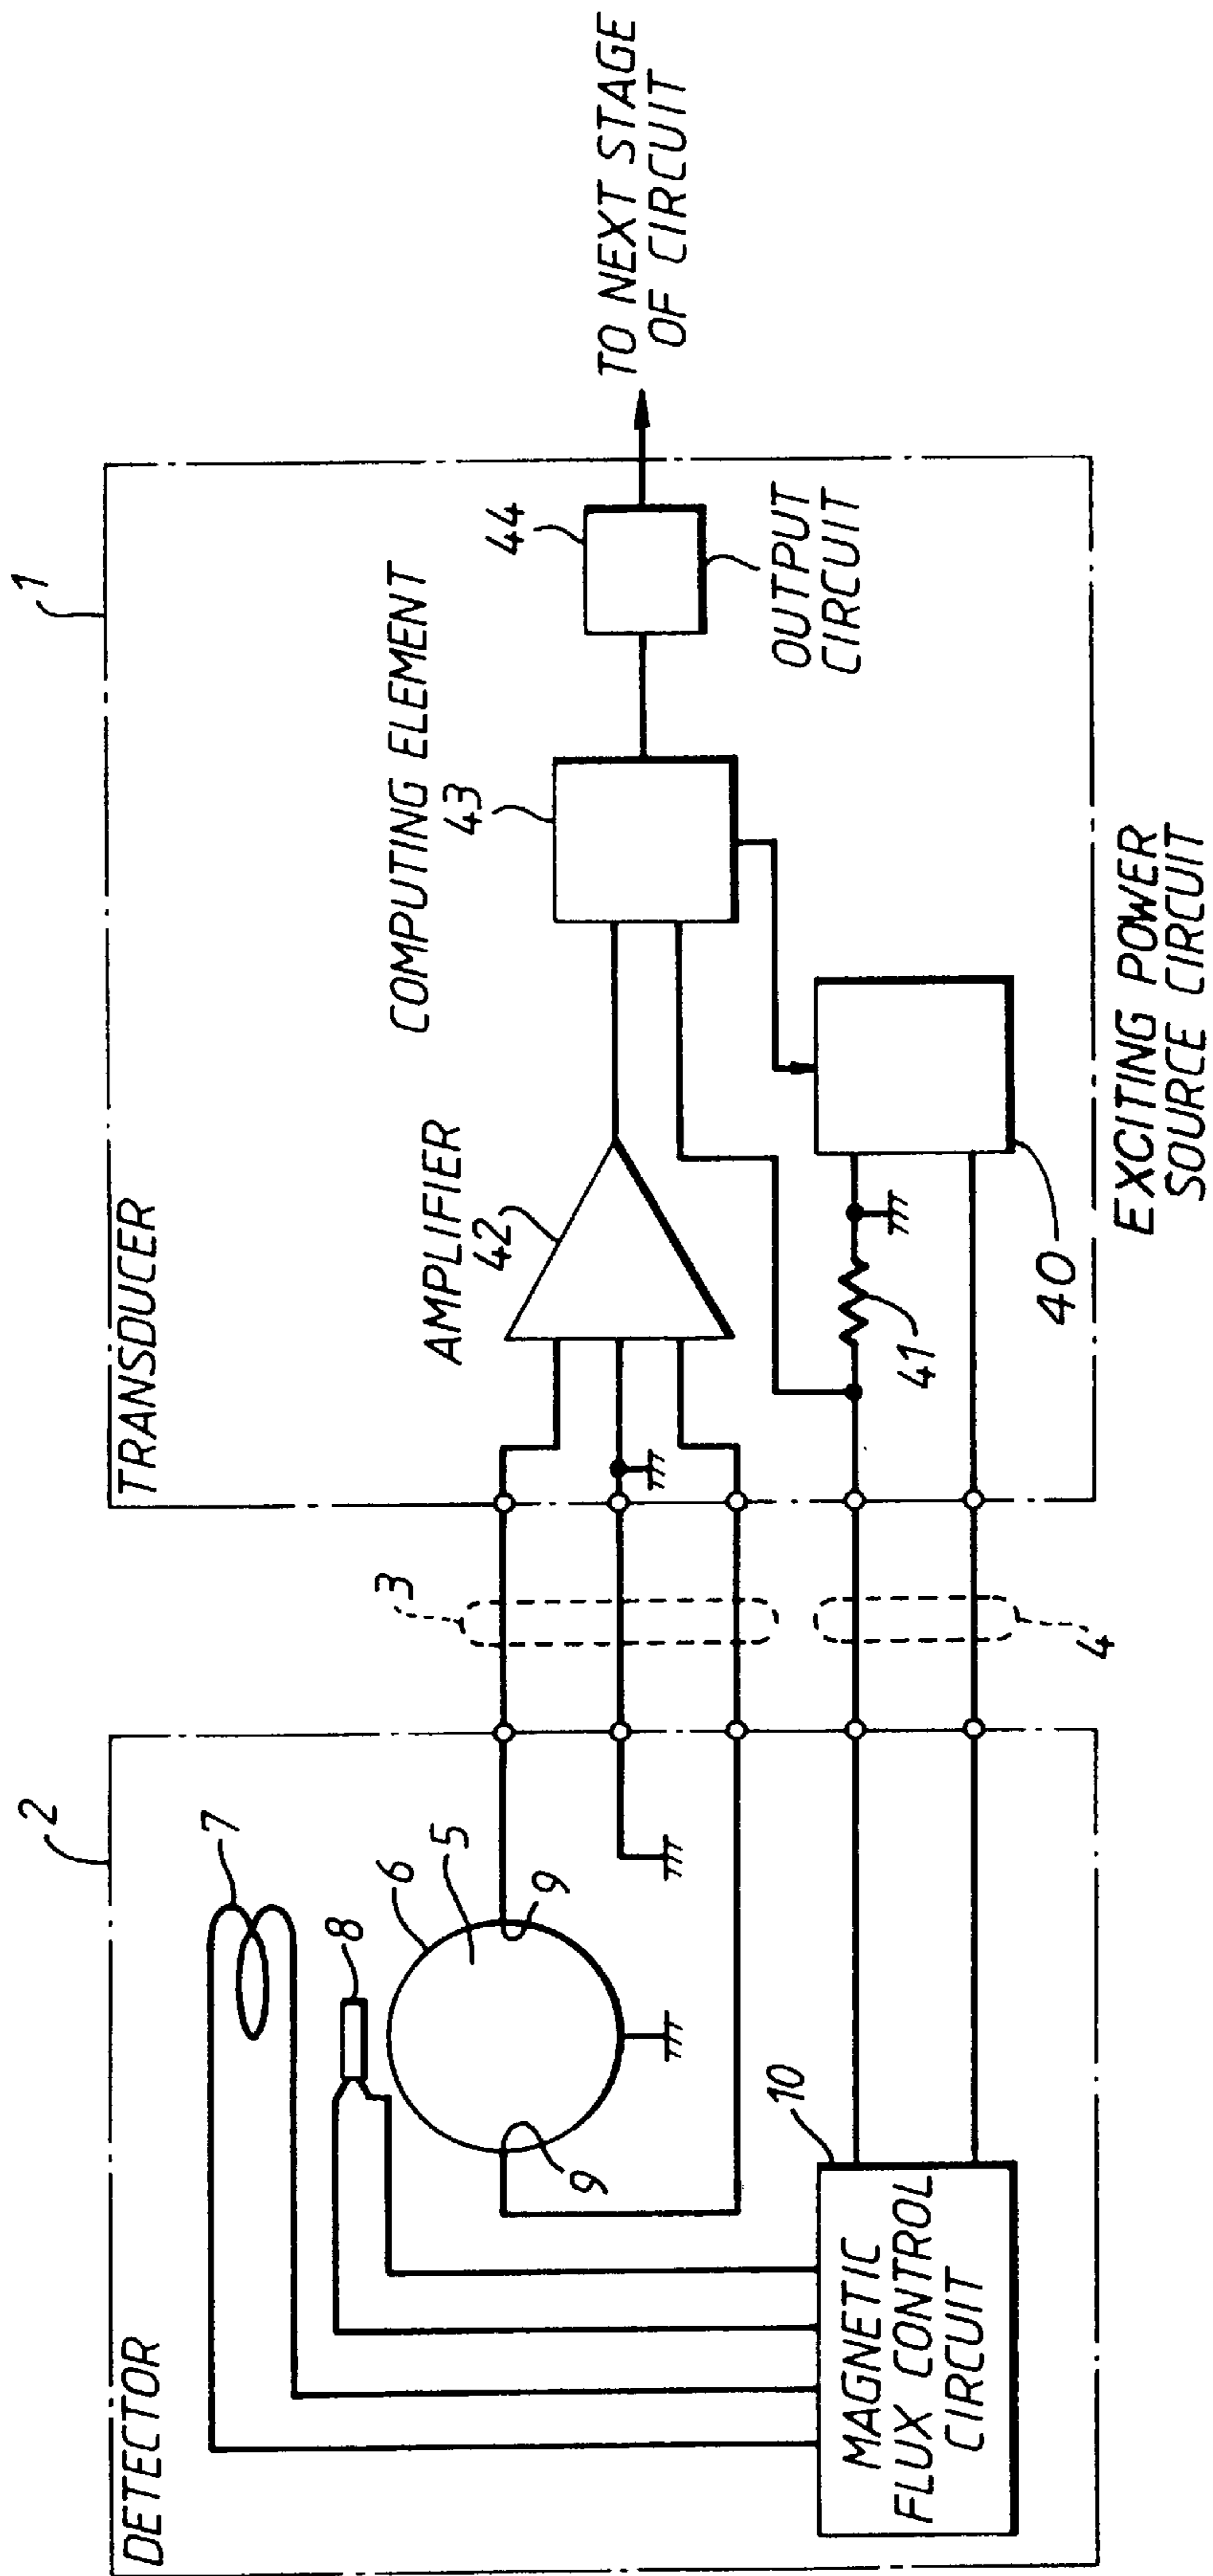 DETECTOR
2
7
8
6
5
9
9
10
MAGNETIC
FLUX CONTROL
CIRCUIT
3
4
TRANSDUCER
1
AMPLIFIER
42
COMPUTING ELEMENT
43
44
OUTPUT
CIRCUIT
41
40
EXCITING POWER
SOURCE CIRCUIT
TO NEXT STAGE
OF CIRCUIT